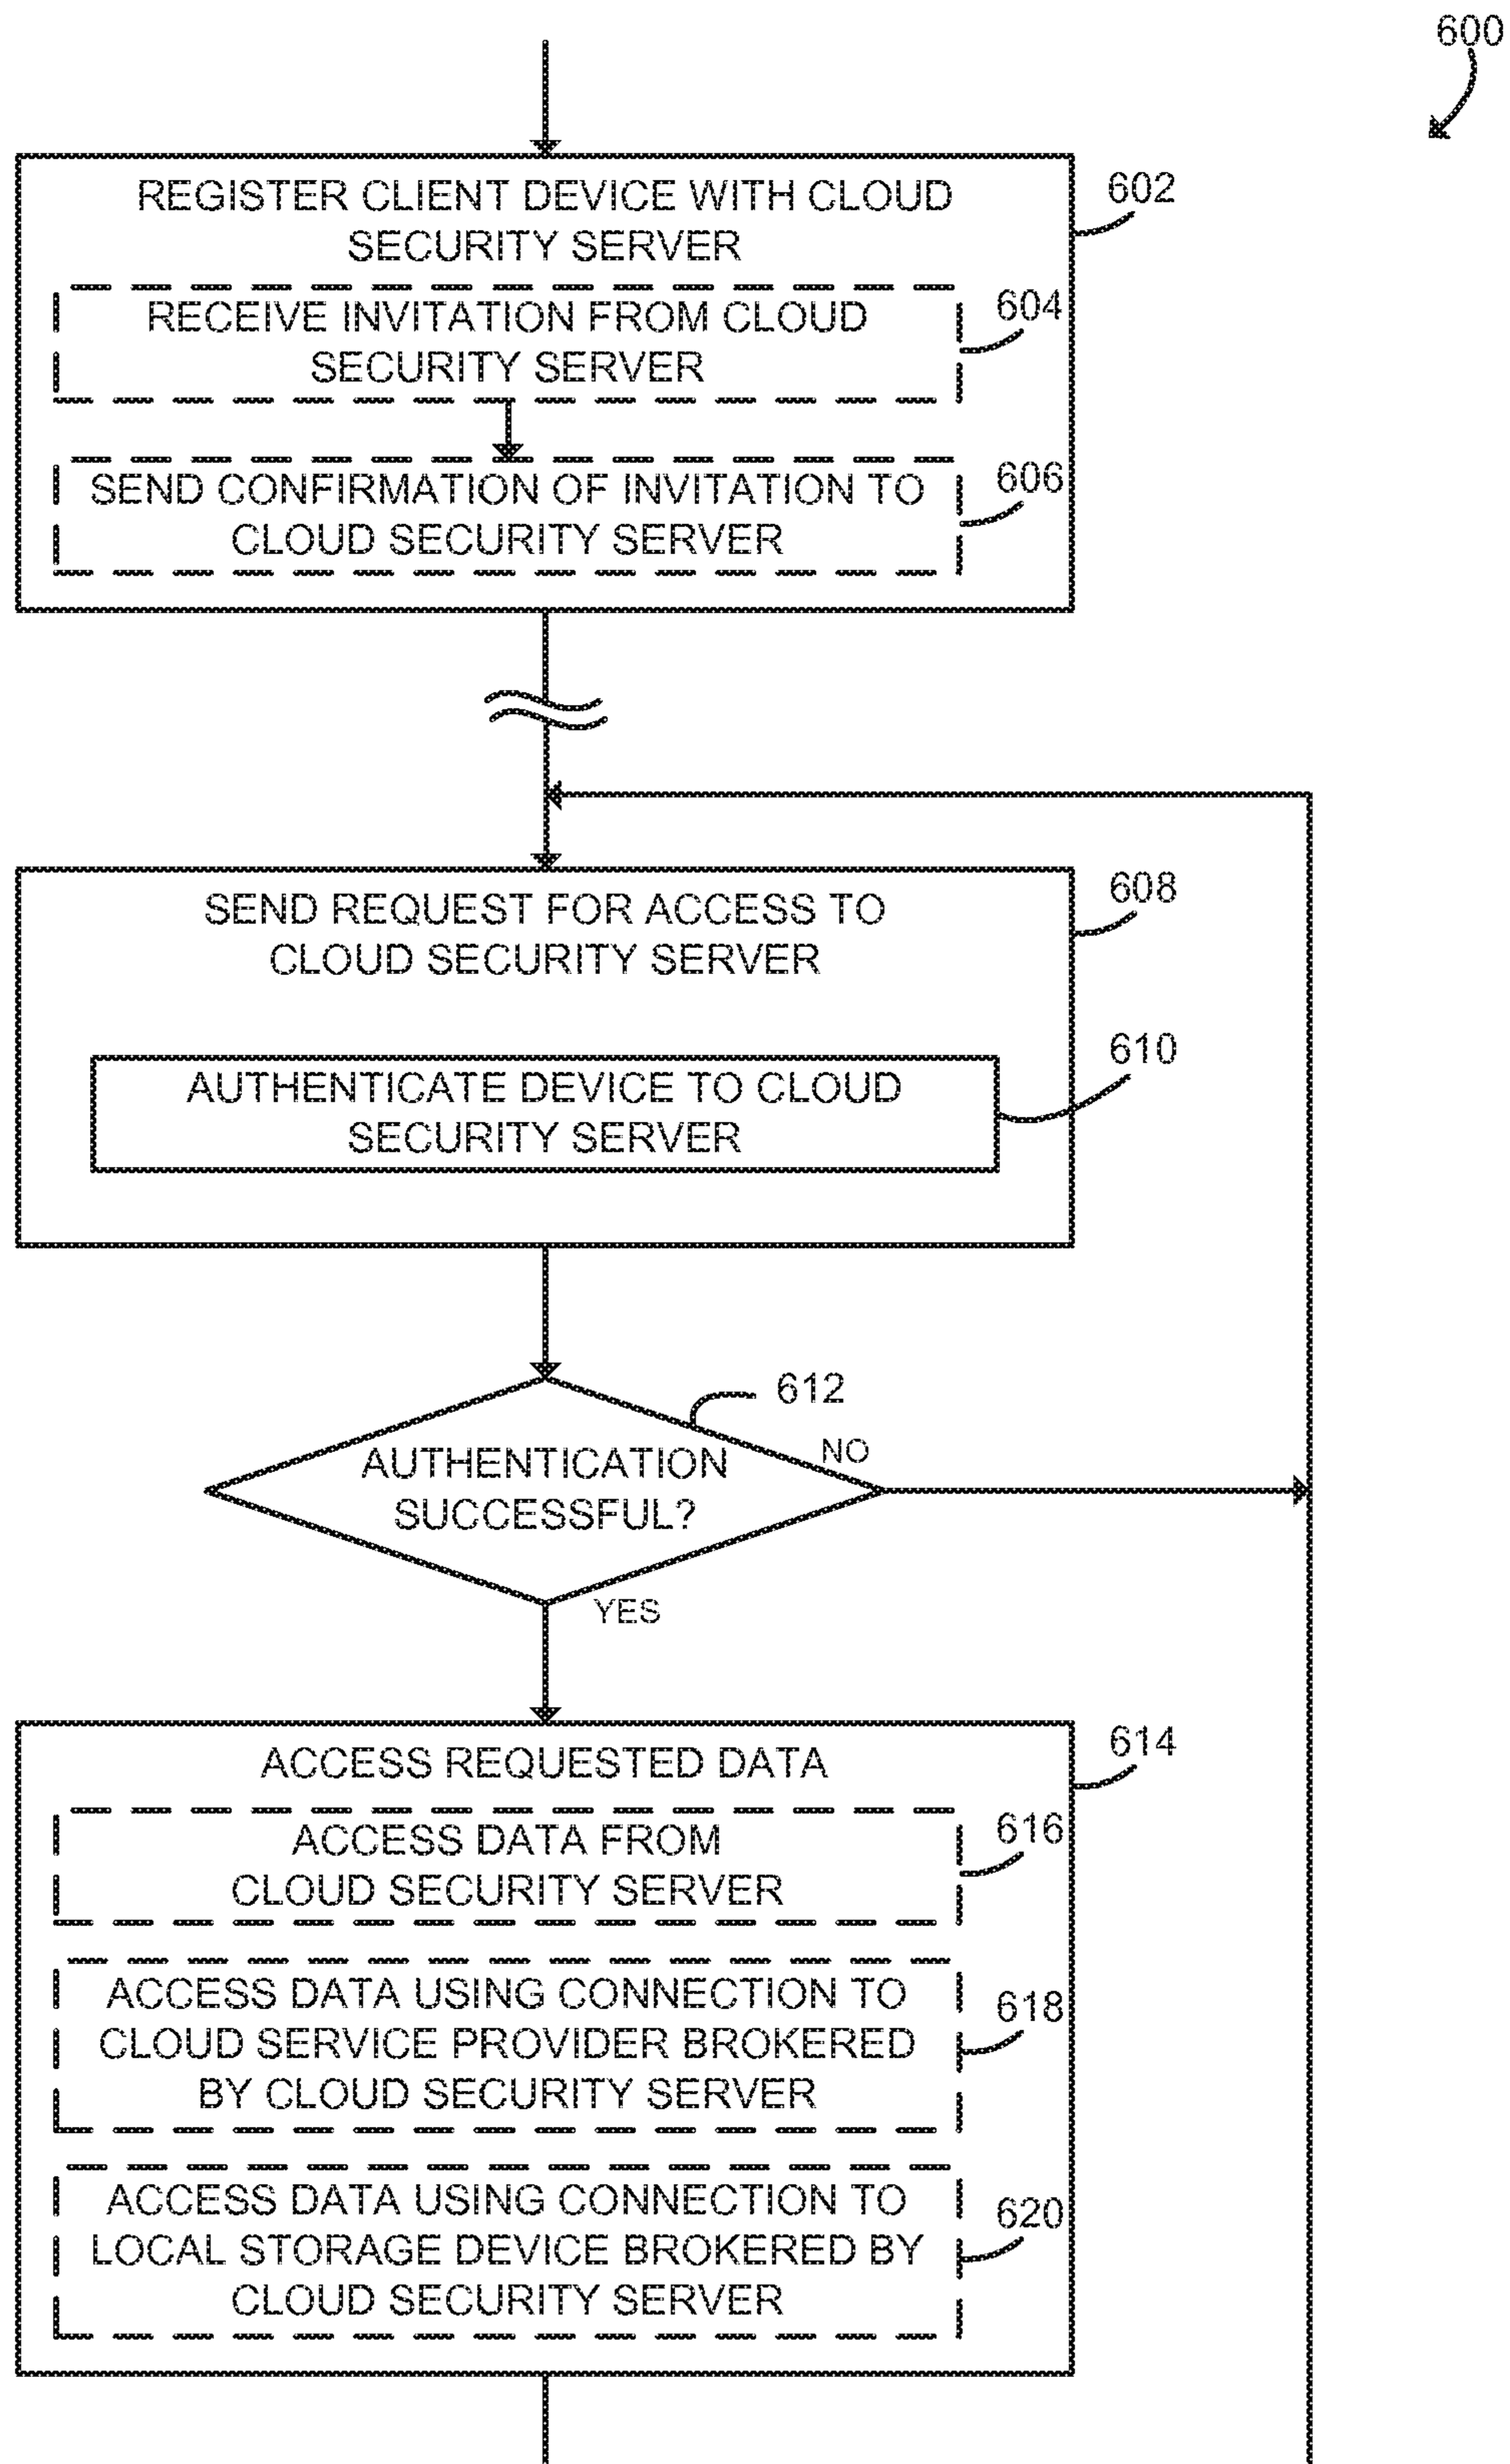 600
REGISTER CLIENT DEVICE WITH CLOUD
SECURITY SERVER
602
RECEIVE INVITATION FROM CLOUD
SECURITY SERVER
604
SEND CONFIRMATION OF INVITATION TO
CLOUD SECURITY SERVER
606
SEND REQUEST FOR ACCESS TO
CLOUD SECURITY SERVER
608
AUTHENTICATE DEVICE TO CLOUD
SECURITY SERVER
610
AUTHENTICATION
SUCCESSFUL?
612
NO
YES
ACCESS REQUESTED DATA
614
ACCESS DATA FROM
CLOUD SECURITY SERVER
616
ACCESS DATA USING CONNECTION TO
CLOUD SERVICE PROVIDER BROKERED
BY CLOUD SECURITY SERVER
618
ACCESS DATA USING CONNECTION TO
LOCAL STORAGE DEVICE BROKERED BY
CLOUD SECURITY SERVER
620